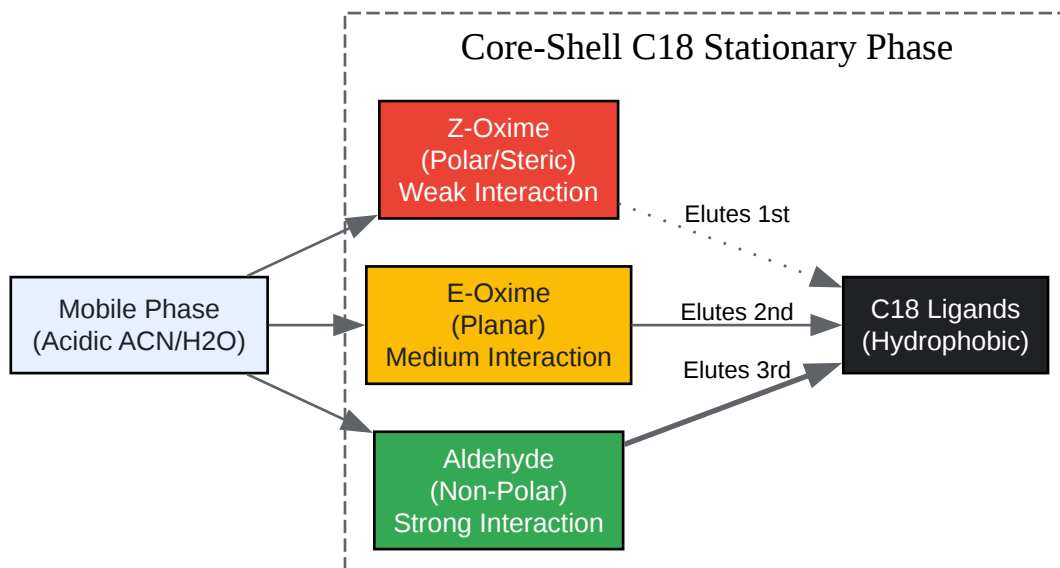 Core-Shell C18 Stationary Phase
Z-Oxime
(Polar/Steric)
Weak Interaction
Elutes 1st
Mobile Phase
(Acidic ACN/H2O)
E-Oxime
(Planar)
Medium Interaction
Elutes 2nd
C18 Ligands
(Hydrophobic)
Elutes 3rd
Aldehyde
(Non-Polar)
Strong Interaction